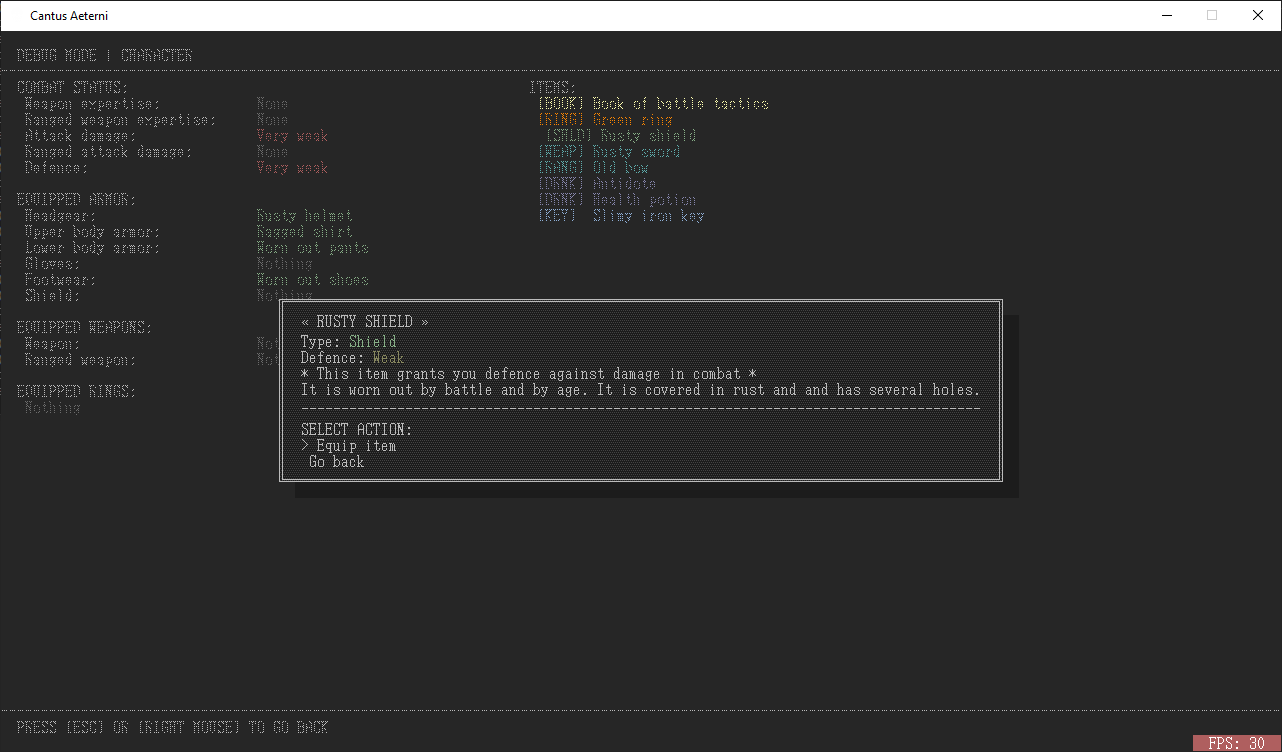 Cantus Aeterni
DEBUG MODE | CHARACTER
COMBAT STATUS:
Weapon expertise: None
Ranged weapon expertise: None
Attack damage: Very weak
Ranged attack damage: None
Defence: Very weak
EQUIPPED ARMOR:
Headgear: Rusty helmet
Upper body armor: Ragged shirt
Lower body armor: Worn out pants
Gloves: Nothing
Footwear: Worn out shoes
Shield: Nothing
EQUIPPED WEAPONS:
Weapon: Not
Ranged weapon: Not
EQUIPPED RINGS:
Nothing
ITEMS:
[BOOK] Book of battle tactics
[RING] Green ring
[SHLD] Rusty shield
[WEAP] Rusty sword
[RANG] Old bow
[DRNK] Antidote
[DRNK] Health potion
[KEY] Slimy iron key
« RUSTY SHIELD »
Type: Shield
Defence: Weak
* This item grants you defence against damage in combat *
It is worn out by battle and by age. It is covered in rust and and has several holes.
SELECT ACTION:
> Equip item
Go back
PRESS [ESC] OR [RIGHT MOUSE] TO GO BACK
FPS: 30